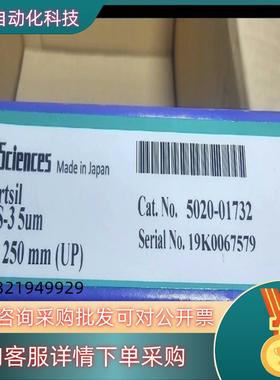 自动化科技
Sciences Made in Japan
rtsil
S-3 5um
250 mm (UP)
Cat. No. 5020-01732
Serial No. 19K0067579
321949929
咨询采购批发可对公开票
客服详情下单采购